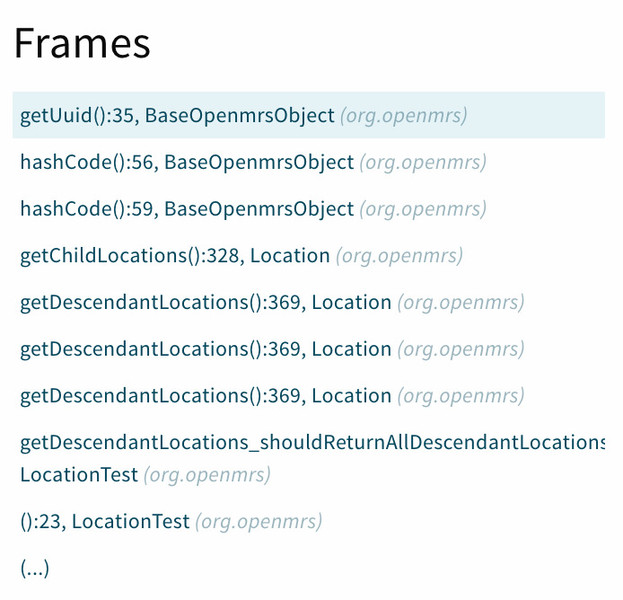 Frames
getUuid():35, BaseOpenmrsObject (org.openmrs)
hashCode():56, BaseOpenmrsObject (org.openmrs)
hashCode():59, BaseOpenmrsObject (org.openmrs)
getChildLocations():328, Location (org.openmrs)
getDescendantLocations():369, Location (org.openmrs)
getDescendantLocations():369, Location (org.openmrs)
getDescendantLocations():369, Location (org.openmrs)
getDescendantLocations_shouldReturnAllDescendantLocations
LocationTest (org.openmrs)
():23, LocationTest (org.openmrs)
(...)